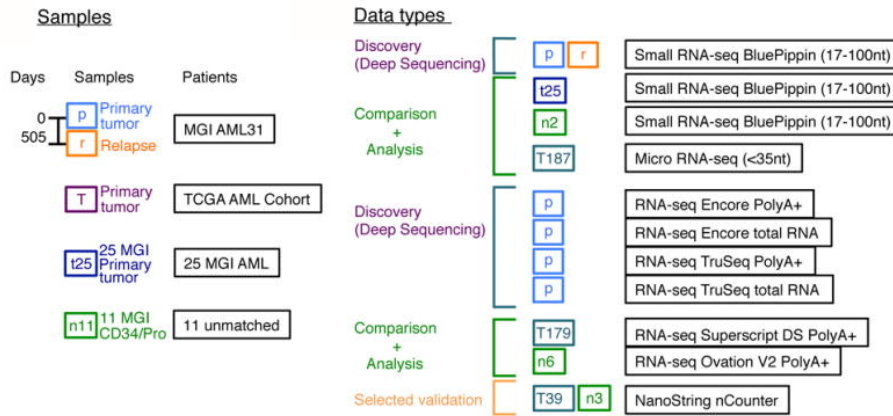 Samples
Days Samples Patients
0
505
p
Primary
tumor
r
Relapse
MGI AML31
T
Primary
tumor
TCGA AML Cohort
t25
25 MGI
Primary
tumor
25 MGI AML
n11
11 MGI
CD34/Pro
11 unmatched
Data types
Discovery
(Deep Sequencing)
p r Small RNA-seq BluePippin (17-100nt)
Comparison
+
Analysis
t25 Small RNA-seq BluePippin (17-100nt)
n2 Small RNA-seq BluePippin (17-100nt)
T187 Micro RNA-seq (<35nt)
Discovery
(Deep Sequencing)
p RNA-seq Encore PolyA+
p RNA-seq Encore total RNA
p RNA-seq TruSeq PolyA+
p RNA-seq TruSeq total RNA
Comparison
+
Analysis
T179 RNA-seq Superscript DS PolyA+
n6 RNA-seq Ovation V2 PolyA+
Selected validation
T39 n3 NanoString nCounter